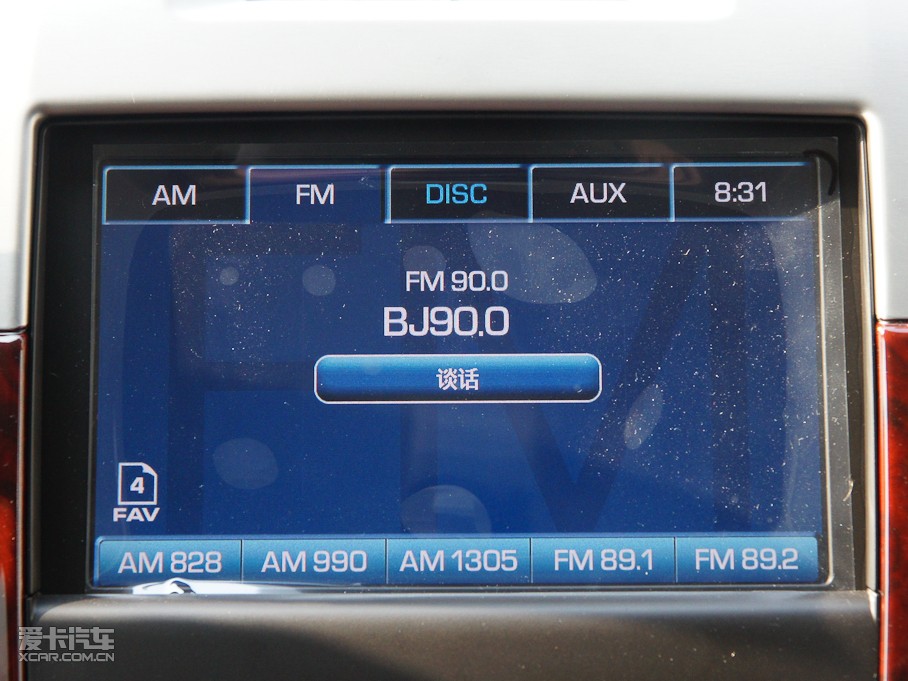 AM FM DISC AUX 8:31
FM 90.0
BJ90.0
谈话
4
FAV
AM 828 AM 990 AM 1305 FM 89.1 FM 89.2
爱卡汽车
XCAR.COM.CN